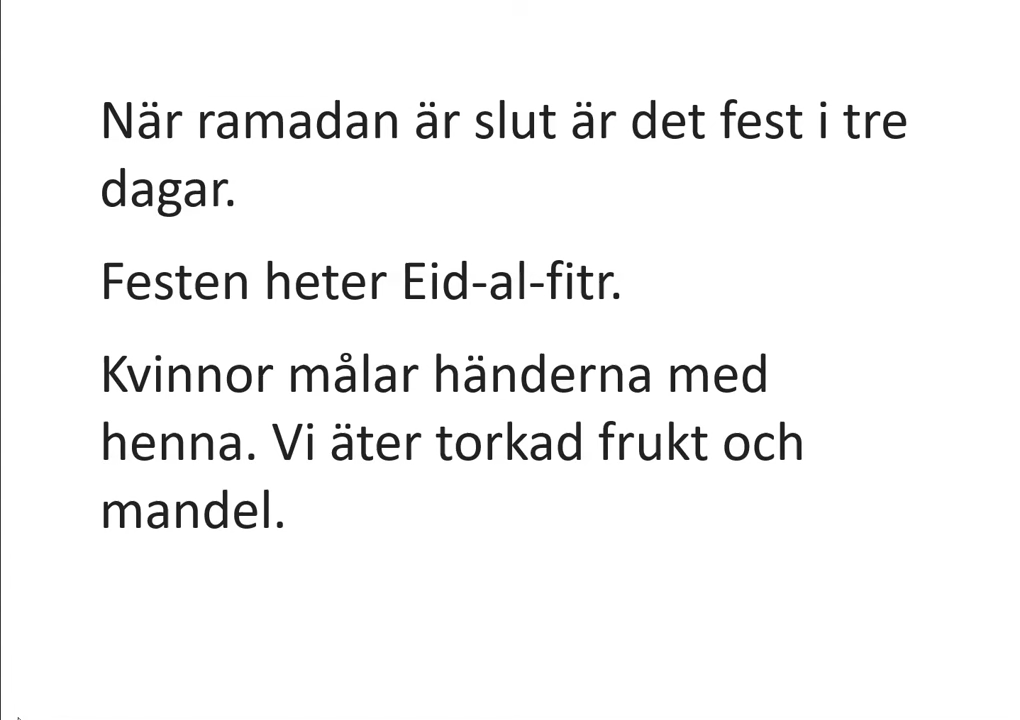 När ramadan är slut är det fest i tre
dagar.
Festen heter Eid-al-fitr.
Kvinnor målar händerna med
henna. Vi äter torkad frukt och
mandel.